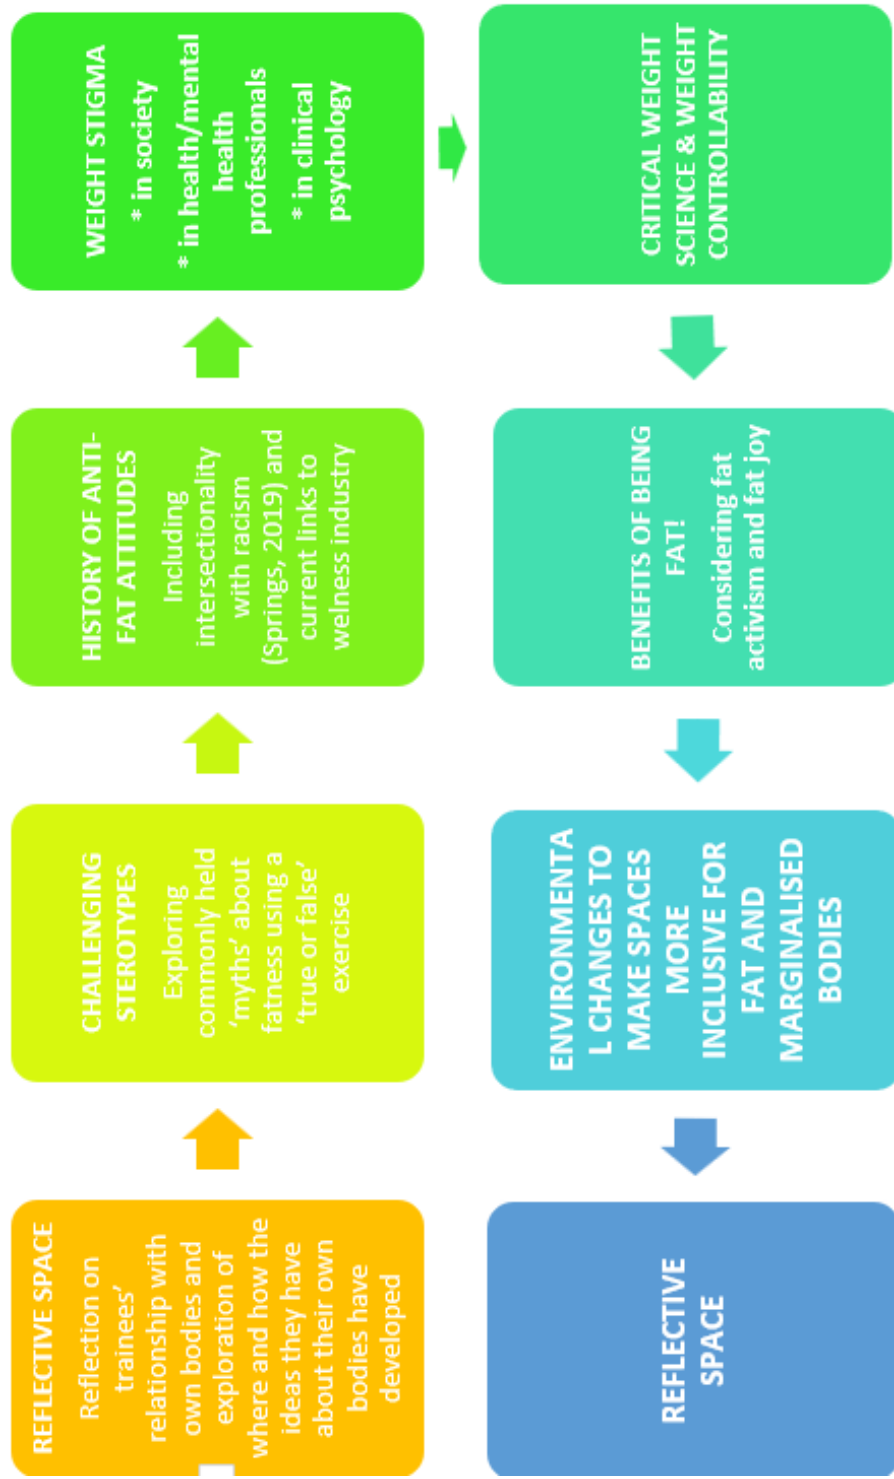 REFLECTIVE SPACE
Reflection on
trainees'
relationship with
own bodies and
exploration of
where and how the
ideas they have
about their own
bodies have
developed
CHALLENGING
STEROTYPES
Exploring
commonly held
'myths' about
fatness using a
'true or false'
exercise
HISTORY OF ANTI-
FAT ATTITUDES
Including
intersectionality
with racism
(Springs, 2019) and
current links to
welness industry
WEIGHT STIGMA
* in society
* in health/mental
health
professionals
* in clinical
psychology
CRITICAL WEIGHT
SCIENCE & WEIGHT
CONTROLLABILITY
BENEFITS OF BEING
FAT!
Considering fat
activism and fat joy
ENVIRONMENTA
L CHANGES TO
MAKE SPACES
MORE
INCLUSIVE FOR
FAT AND
MARGINALISED
BODIES
REFLECTIVE
SPACE